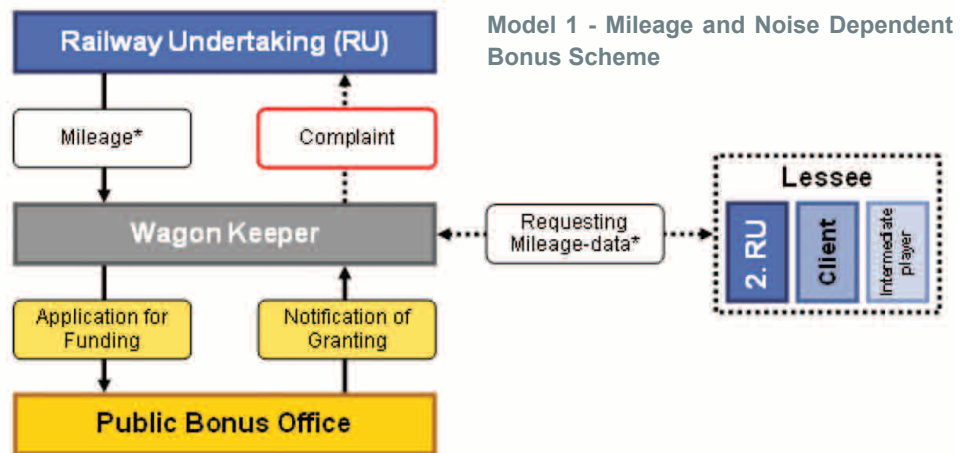 Model 1 - Mileage and Noise Dependent
Bonus Scheme
Railway Undertaking (RU)
Mileage*
Complaint
Wagon Keeper
Requesting
Mileage-data*
Lessee
2. RU
Client
Intermediate
player
Application for
Funding
Notification of
Granting
Public Bonus Office